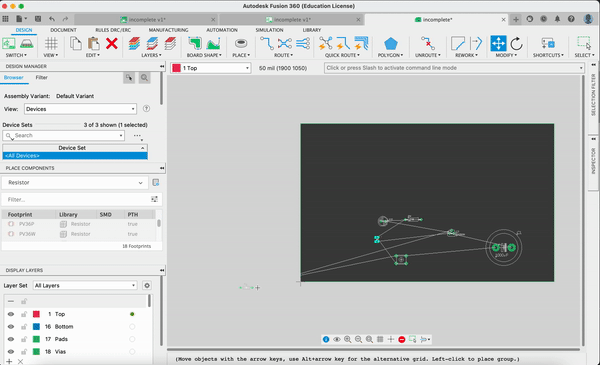 Autodesk Fusion 360 (Education License)
incomplete v1*
incomplete v1*
incomplete*
DESIGN
DOCUMENT
RULES DRC/ERC
MANUFACTURING
AUTOMATION
LIBRARY
SWITCH
VIEW
EDIT
LAYERS
BOARD SHAPE
PLACE
ROUTE
QUICK ROUTE
POLYGON
UNROUTE
REWORK
MODIFY
SHORTCUTS
SELECT
DESIGN MANAGER
Browser
Filter
1 Top
50 mil (1900 1050)
Click or press Slash to activate command line mode
Assembly Variant: Default Variant
View: Devices
Device Sets
3 of 3 shown (1 selected)
Search
Device Set
<All Devices>
PLACE COMPONENTS
Resistor
Filter...
Footprint
Library
SMD
PTH
PV36P
Resistor
true
PV36W
Resistor
true
18 Footprints
DISPLAY LAYERS
Layer Set
All Layers
1 Top
16 Bottom
17 Pads
18 Vias
SELECTION FILTER
INSPECTOR
(Move objects with the arrow keys, use Alt+arrow key for the alternative grid. Left-click to place group.)